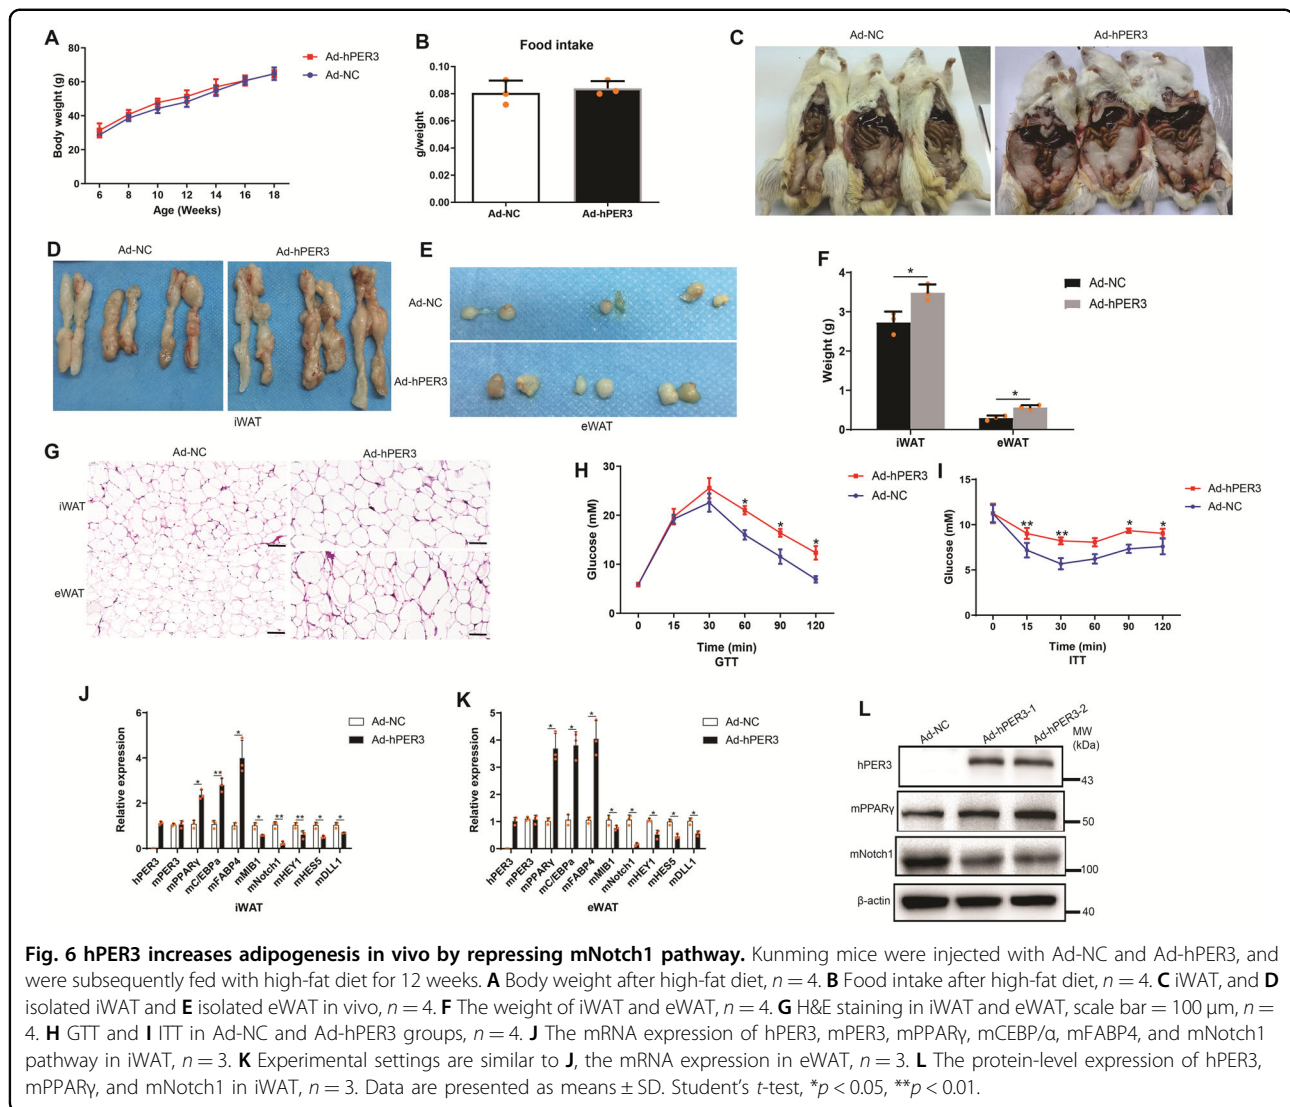 A
Body weight (g)
80
60
40
20
0
6 8 10 12 14 16 18
Age (Weeks)
Ad-hPER3
Ad-NC
B
Food intake
g/weight
0.10
0.08
0.06
0.04
0.02
0.00
Ad-NC Ad-hPER3
C
Ad-NC Ad-hPER3
D
Ad-NC Ad-hPER3
iWAT
E
Ad-NC
Ad-hPER3
eWAT
F
Weight (g)
4
3
2
1
0
* *
iWAT eWAT
Ad-NC
Ad-hPER3
G
Ad-NC Ad-hPER3
iWAT
eWAT
H
Glucose (mM)
30
20
10
0
* * *
0 15 30 60 90 120
Time (min)
GTT
Ad-hPER3
Ad-NC
I
Glucose (mM)
15
10
5
0
** ** * *
0 15 30 60 90 120
Time (min)
ITT
Ad-hPER3
Ad-NC
J
Relative expression
6
4
2
0
* ** * * ** ** * *
hPER3 mPER3 mPPARγ mC/EBPa mFABP4 mMIB1 mNotch1 mHEY1 mHES5 mDLL1
iWAT
Ad-NC
Ad-hPER3
K
Relative expression
5
4
3
2
1
0
* * * * * * * *
hPER3 mPER3 mPPARγ mC/EBPa mFABP4 mMIB1 mNotch1 mHEY1 mHES5 mDLL1
eWAT
Ad-NC
Ad-hPER3
L
Ad-NC Ad-hPER3-1 Ad-hPER3-2
MW
(kDa)
hPER3
43
mPPARγ
50
mNotch1
100
β-actin
40
Fig. 6 hPER3 increases adipogenesis in vivo by repressing mNotch1 pathway. Kunming mice were injected with Ad-NC and Ad-hPER3, and
were subsequently fed with high-fat diet for 12 weeks. A Body weight after high-fat diet, n = 4. B Food intake after high-fat diet, n = 4. C iWAT, and D
isolated iWAT and E isolated eWAT in vivo, n = 4. F The weight of iWAT and eWAT, n = 4. G H&E staining in iWAT and eWAT, scale bar = 100 μm, n =
4. H GTT and I ITT in Ad-NC and Ad-hPER3 groups, n = 4. J The mRNA expression of hPER3, mPER3, mPPARγ, mCEBP/α, mFABP4, and mNotch1
pathway in iWAT, n = 3. K Experimental settings are similar to J, the mRNA expression in eWAT, n = 3. L The protein-level expression of hPER3,
mPPARγ, and mNotch1 in iWAT, n = 3. Data are presented as means ± SD. Student's t-test, *p < 0.05, **p < 0.01.